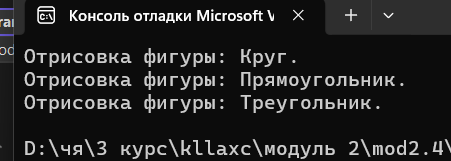 Консоль отладки Microsoft V
Отрисовка фигуры: Круг.
Отрисовка фигуры: Прямоугольник.
Отрисовка фигуры: Треугольник.
D:\чя\3 курс\kllaxc\модуль 2\mod2.4\